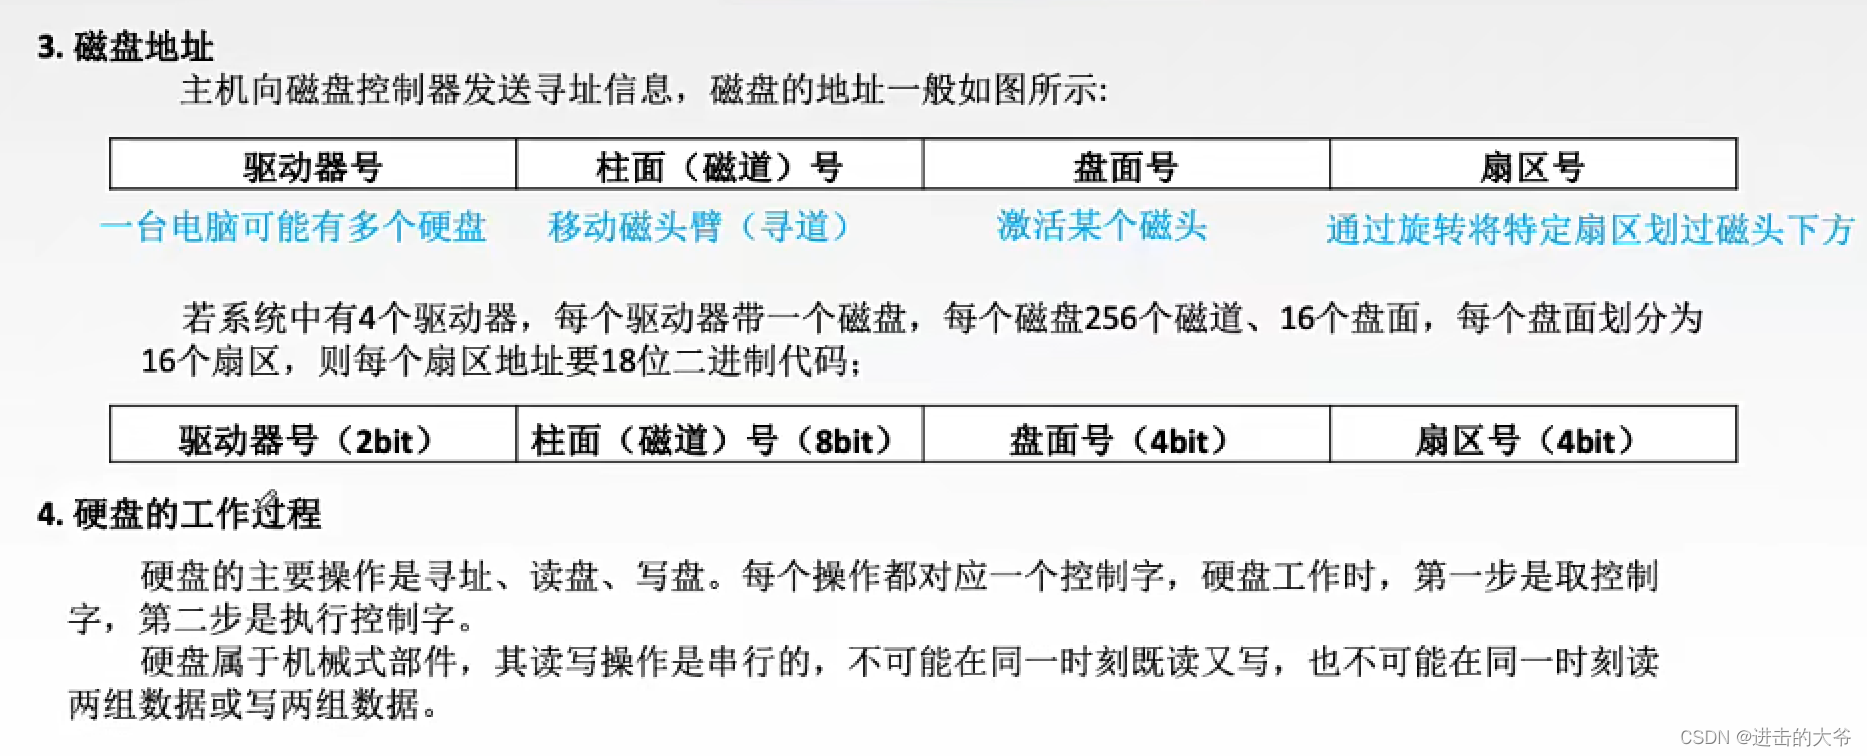 3. 磁盘地址
主机向磁盘控制器发送寻址信息，磁盘的地址一般如图所示:
驱动器号 柱面（磁道）号 盘面号 扇区号
一台电脑可能有多个硬盘 移动磁头臂（寻道） 激活某个磁头 通过旋转将特定扇区划过磁头下方
若系统中有4个驱动器，每个驱动器带一个磁盘，每个磁盘256个磁道、16个盘面，每个盘面划分为
16个扇区，则每个扇区地址要18位二进制代码；
驱动器号（2bit） 柱面（磁道）号（8bit） 盘面号（4bit） 扇区号（4bit）
4. 硬盘的工作过程
硬盘的主要操作是寻址、读盘、写盘。每个操作都对应一个控制字，硬盘工作时，第一步是取控制
字，第二步是执行控制字。
硬盘属于机械式部件，其读写操作是串行的，不可能在同一时刻既读又写，也不可能在同一时刻读
两组数据或写两组数据。
CSDN @进击的大爷